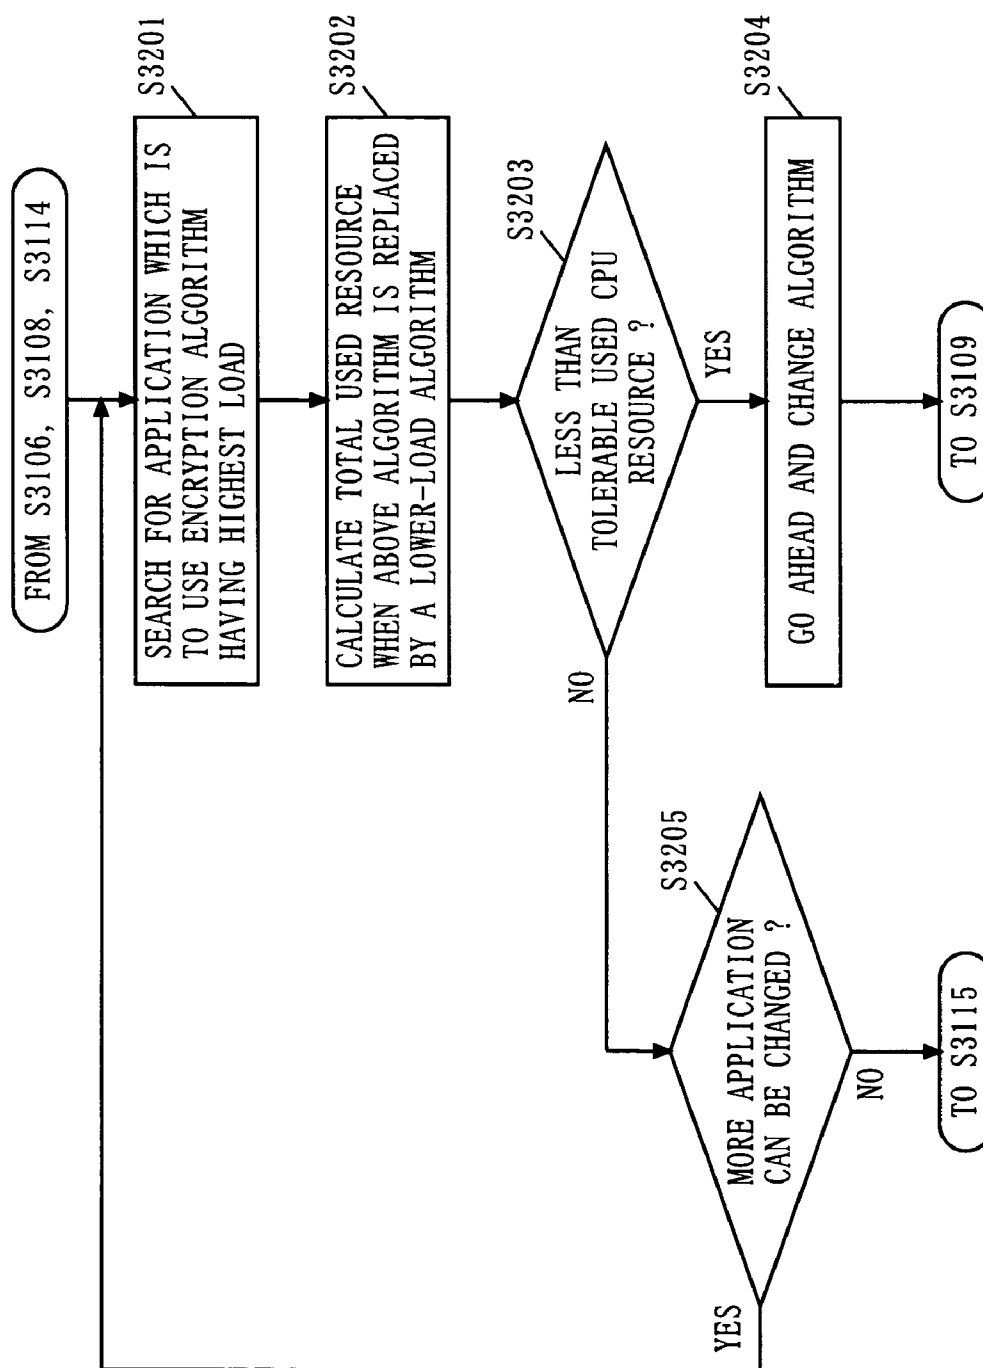 FROM S3106, S3108, S3114
S3201
SEARCH FOR APPLICATION WHICH IS
TO USE ENCRYPTION ALGORITHM
HAVING HIGHEST LOAD
S3202
CALCULATE TOTAL USED RESOURCE
WHEN ABOVE ALGORITHM IS REPLACED
BY A LOWER-LOAD ALGORITHM
S3203
LESS THAN
TOLERABLE USED CPU
RESOURCE ?
NO
YES
S3204
GO AHEAD AND CHANGE ALGORITHM
TO S3109
S3205
MORE APPLICATION
CAN BE CHANGED ?
YES
NO
TO S3115